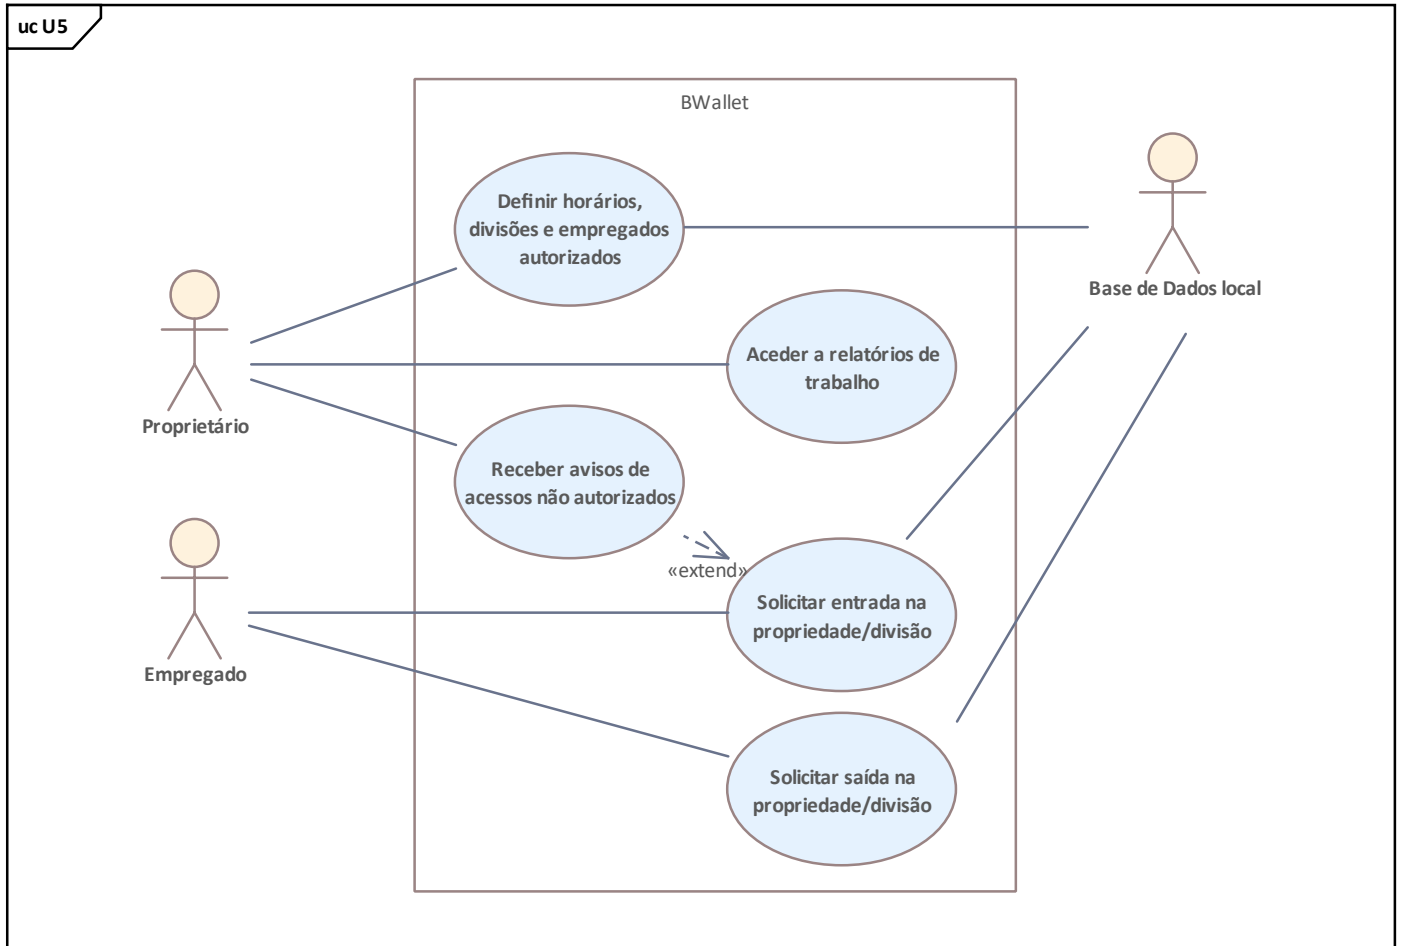 uc U5
BWallet
Definir horários,
divisões e empregados
autorizados
Base de Dados local
Aceder a relatórios de
trabalho
Proprietário
Receber avisos de
acessos não autorizados
«extend»
Solicitar entrada na
propriedade/divisão
Empregado
Solicitar saída na
propriedade/divisão